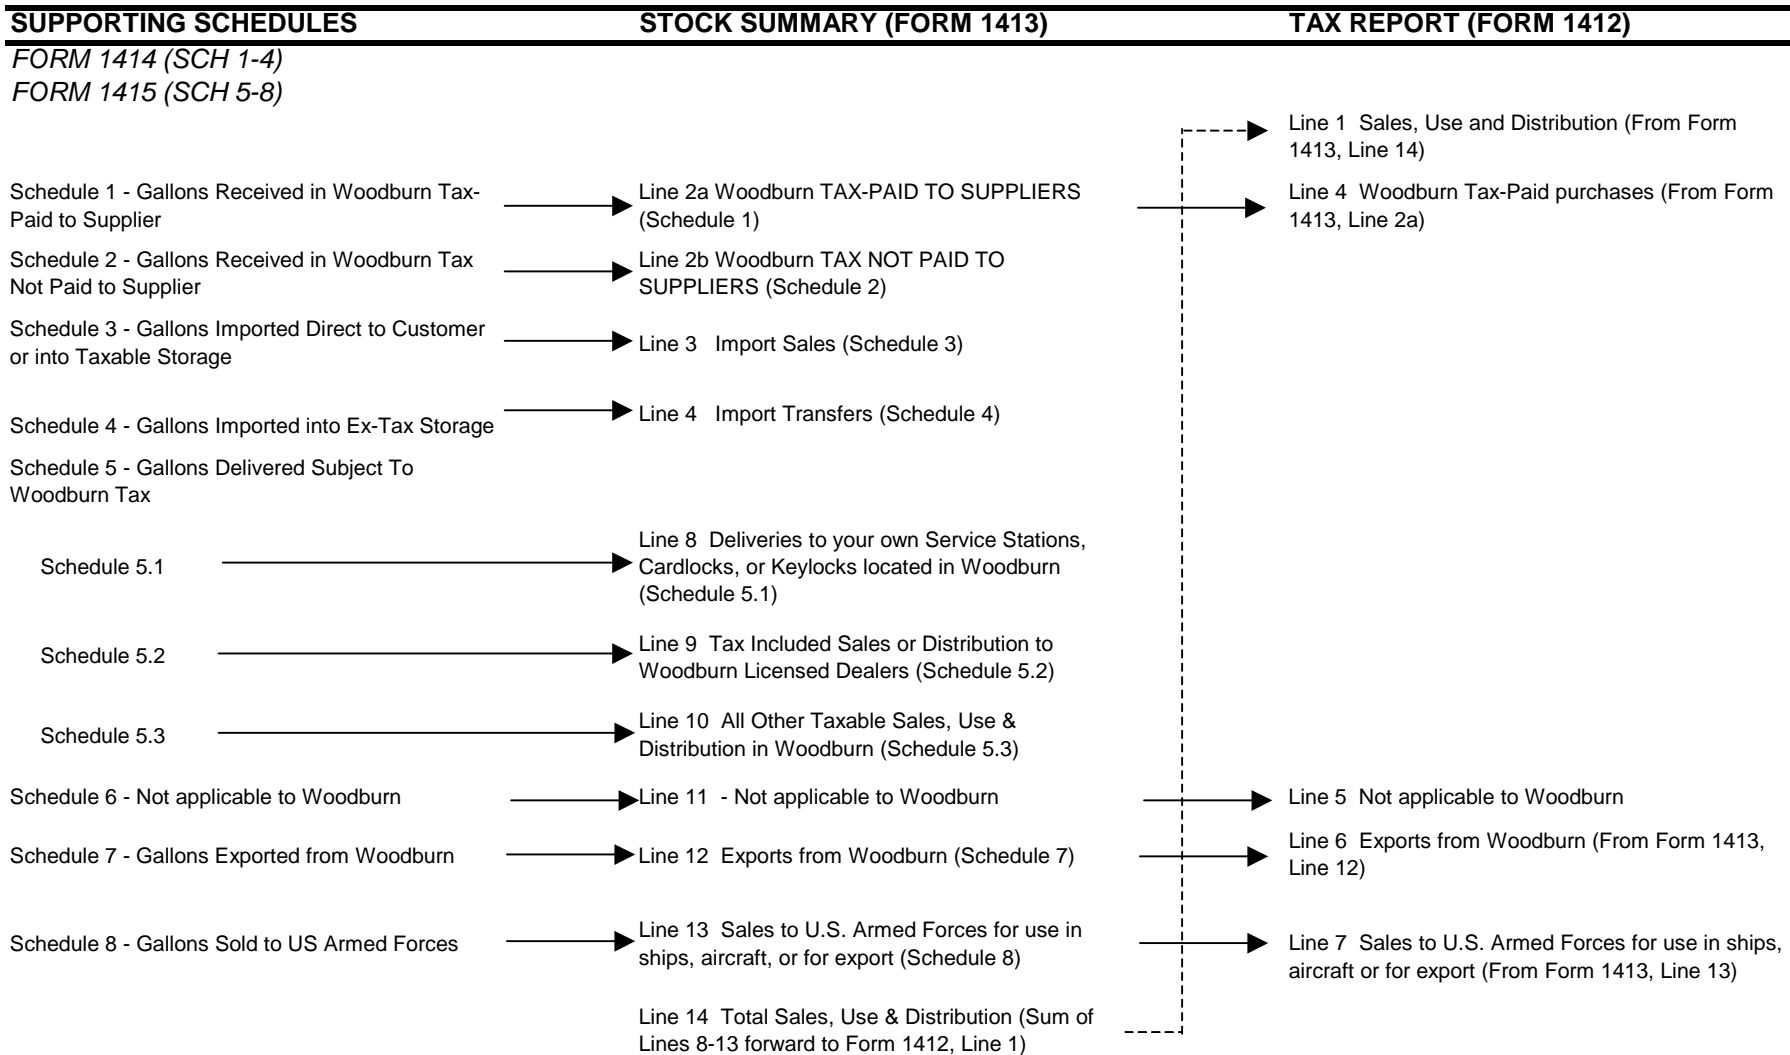 SUPPORTING SCHEDULES
STOCK SUMMARY (FORM 1413)
TAX REPORT (FORM 1412)
FORM 1414 (SCH 1-4)
FORM 1415 (SCH 5-8)
Line 1 Sales, Use and Distribution (From Form
1413, Line 14)
Schedule 1 - Gallons Received in Woodburn Tax-
Paid to Supplier
Line 2a Woodburn TAX-PAID TO SUPPLIERS
(Schedule 1)
Line 4 Woodburn Tax-Paid purchases (From Form
1413, Line 2a)
Schedule 2 - Gallons Received in Woodburn Tax
Not Paid to Supplier
Line 2b Woodburn TAX NOT PAID TO
SUPPLIERS (Schedule 2)
Schedule 3 - Gallons Imported Direct to Customer
or into Taxable Storage
Line 3 Import Sales (Schedule 3)
Schedule 4 - Gallons Imported into Ex-Tax Storage
Line 4 Import Transfers (Schedule 4)
Schedule 5 - Gallons Delivered Subject To
Woodburn Tax
Schedule 5.1
Line 8 Deliveries to your own Service Stations,
Cardlocks, or Keylocks located in Woodburn
(Schedule 5.1)
Schedule 5.2
Line 9 Tax Included Sales or Distribution to
Woodburn Licensed Dealers (Schedule 5.2)
Schedule 5.3
Line 10 All Other Taxable Sales, Use &
Distribution in Woodburn (Schedule 5.3)
Schedule 6 - Not applicable to Woodburn
Line 11 - Not applicable to Woodburn
Line 5 Not applicable to Woodburn
Schedule 7 - Gallons Exported from Woodburn
Line 12 Exports from Woodburn (Schedule 7)
Line 6 Exports from Woodburn (From Form 1413,
Line 12)
Schedule 8 - Gallons Sold to US Armed Forces
Line 13 Sales to U.S. Armed Forces for use in
ships, aircraft, or for export (Schedule 8)
Line 7 Sales to U.S. Armed Forces for use in ships,
aircraft or for export (From Form 1413, Line 13)
Line 14 Total Sales, Use & Distribution (Sum of
Lines 8-13 forward to Form 1412, Line 1)